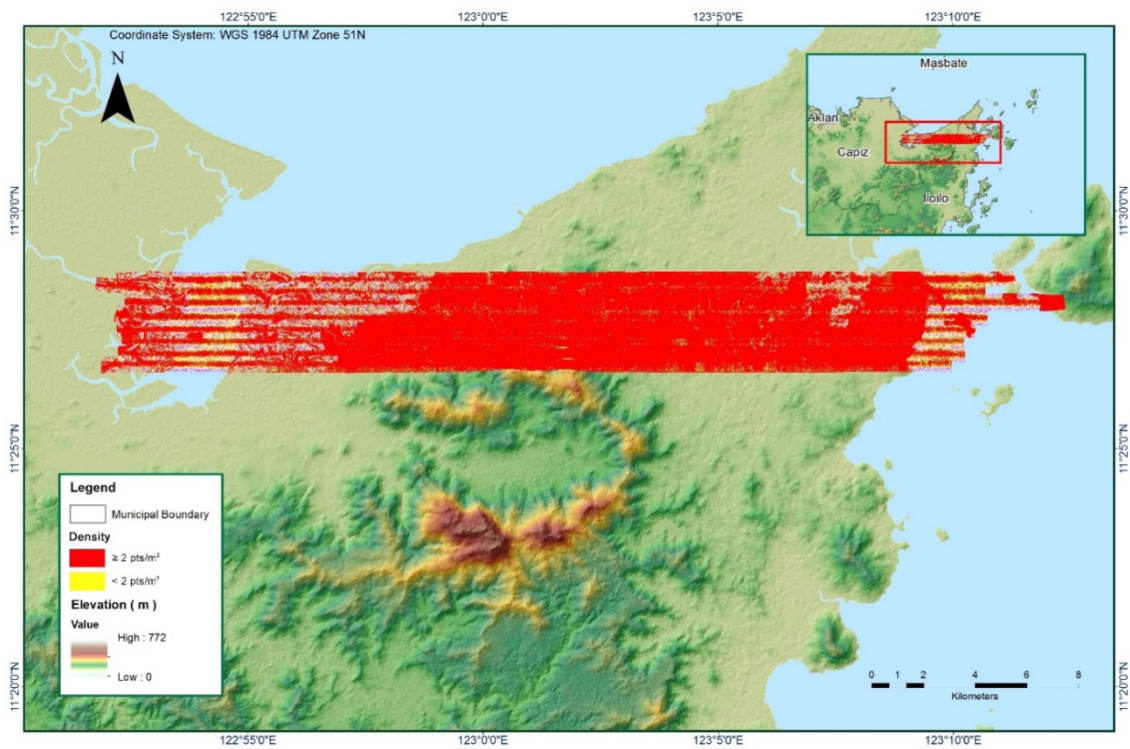 122°55'0"E 123°0'0"E 123°5'0"E 123°10'0"E
Coordinate System: WGS 1984 UTM Zone 51N
N
Masbate
Aklan
Capiz
Iloilo
11°30'0"N 11°30'0"N
11°25'0"N 11°25'0"N
11°20'0"N 11°20'0"N
Legend
Municipal Boundary
Density
≥ 2 pts/m²
< 2 pts/m²
Elevation ( m )
Value
High : 772
Low : 0
0 1 2 4 6 8
Kilometers
122°55'0"E 123°0'0"E 123°5'0"E 123°10'0"E